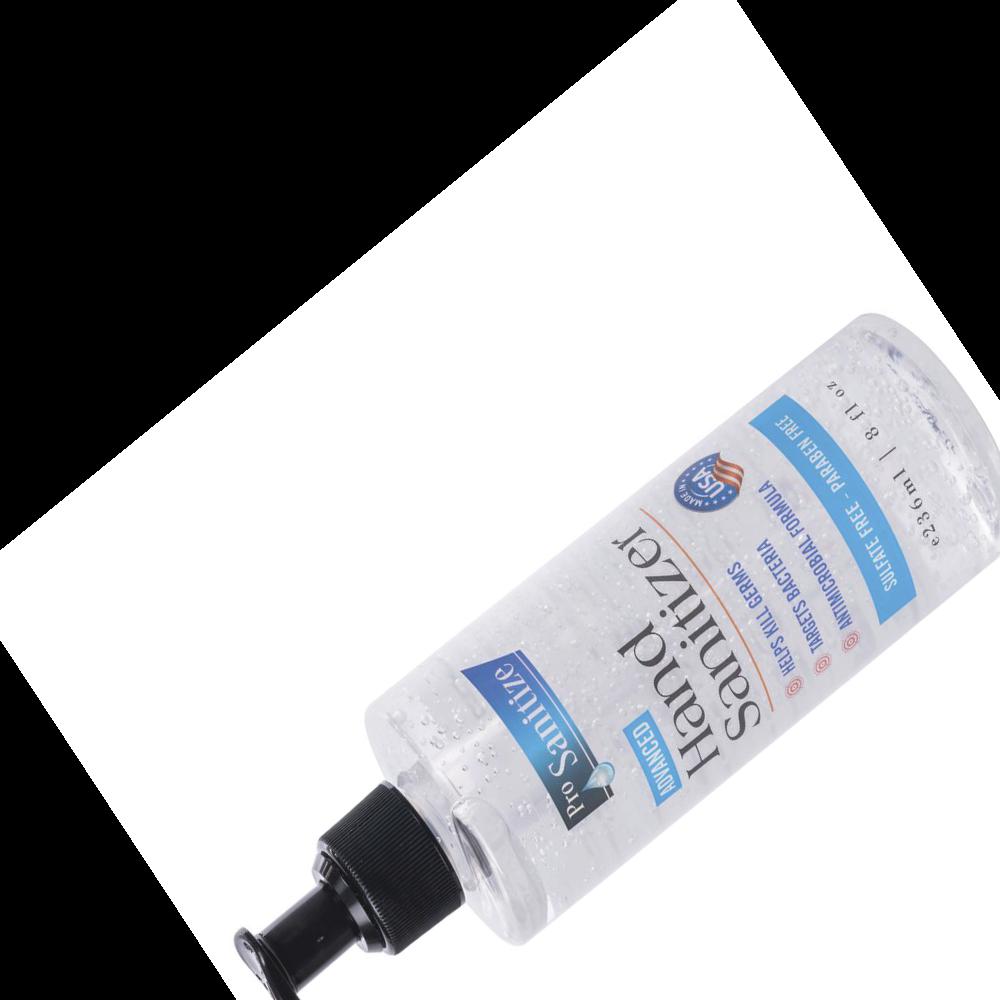 Pro Sanitize
ADVANCED
Hand
Sanitizer
MADE IN
USA
HELPS KILL GERMS
TARGETS BACTERIA
ANTIMICROBIAL FORMULA
SULFATE FREE - PARABEN FREE
e236ml | 8 fl oz